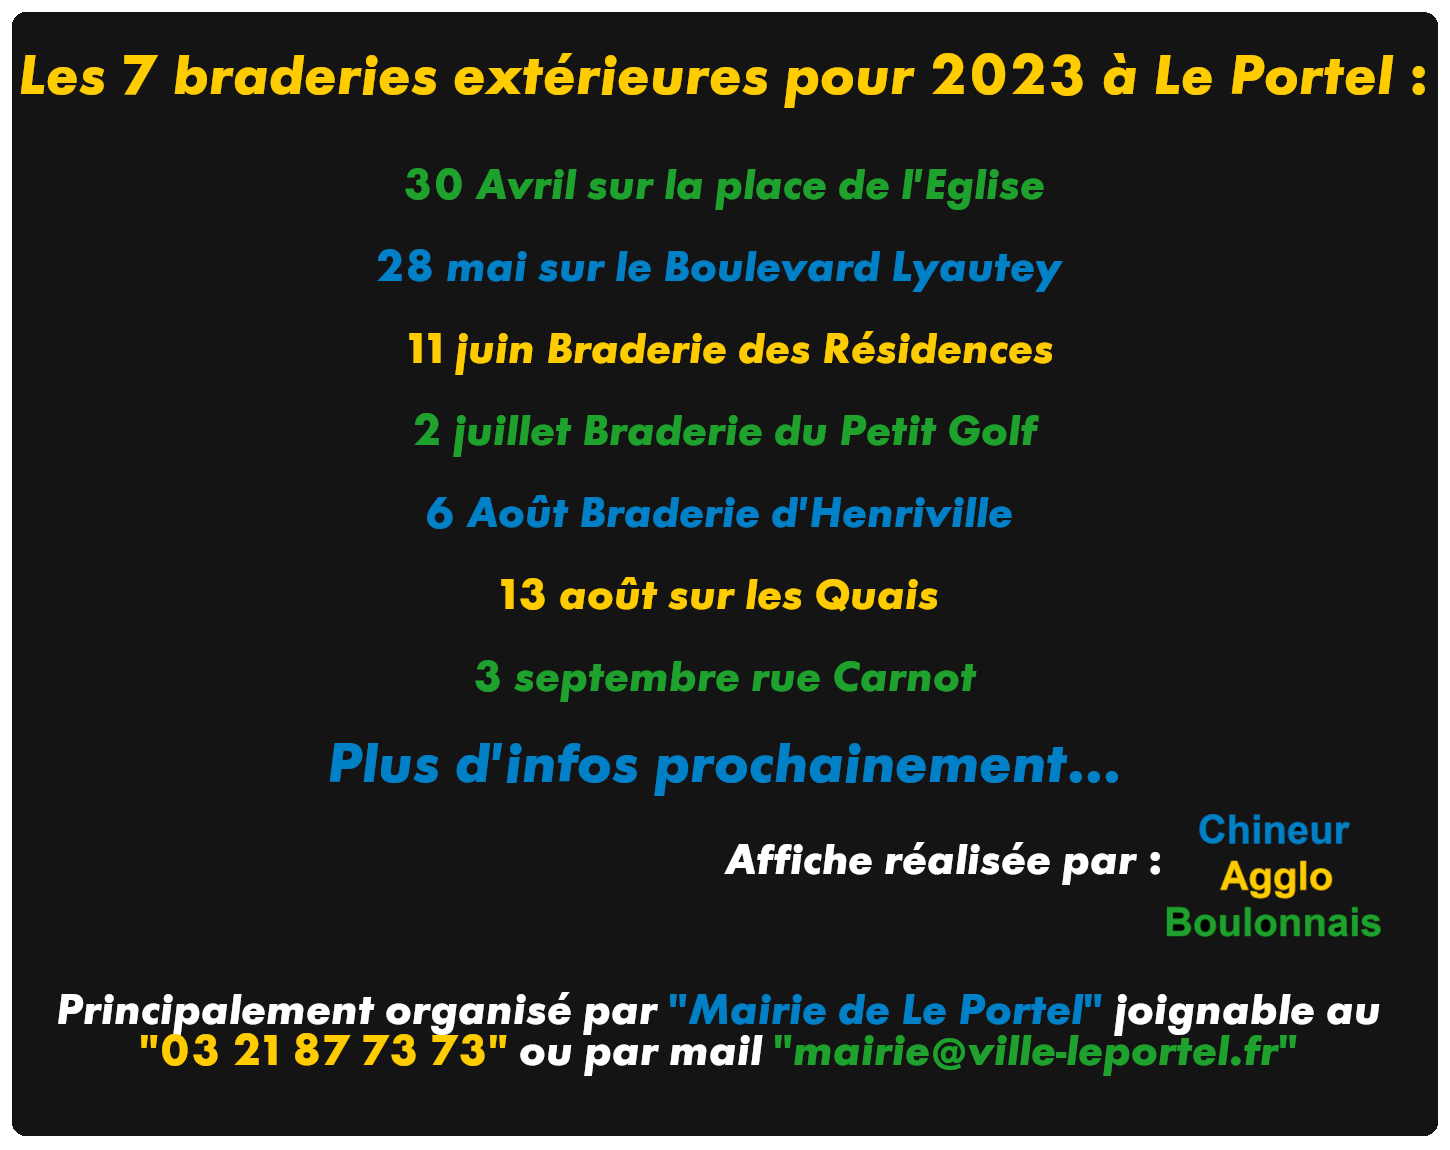 Les 7 braderies extérieures pour 2023 à Le Portel :
30 Avril sur la place de l'Eglise
28 mai sur le Boulevard Lyautey
11 juin Braderie des Résidences
2 juillet Braderie du Petit Golf
6 Août Braderie d'Henriville
13 août sur les Quais
3 septembre rue Carnot
Plus d'infos prochainement...
Affiche réalisée par :
Chineur
Agglo
Boulonnais
Principalement organisé par "Mairie de Le Portel" joignable au
"03 21 87 73 73" ou par mail "mairie@ville-leportel.fr"